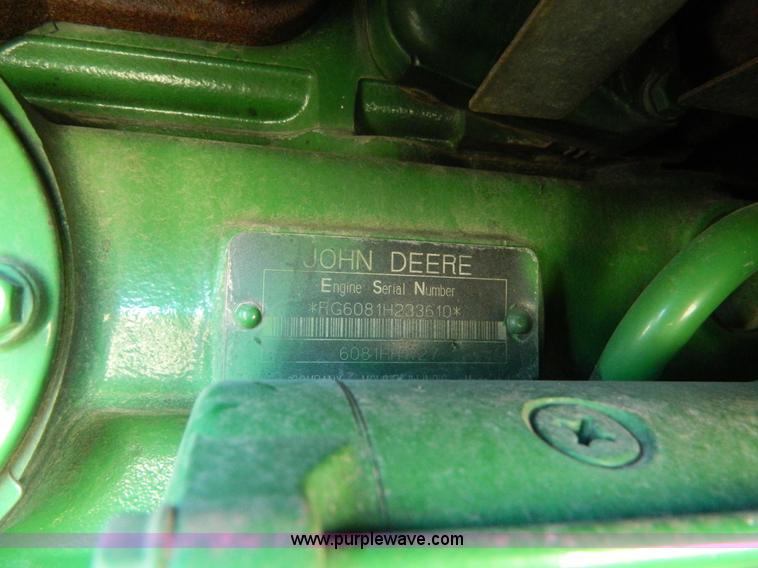 JOHN DEERE
Engine Serial Number
*RG6081H233610*
www.purplewave.com